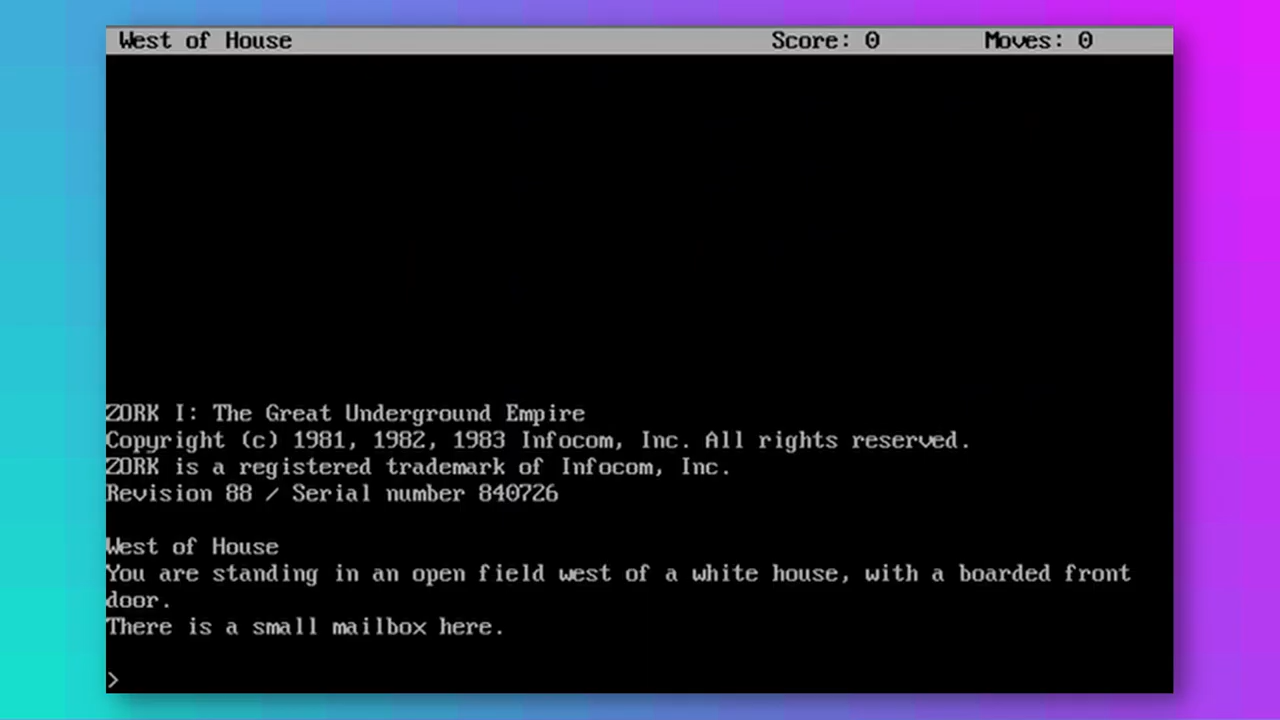 West of House Score: 0 Moves: 0
ZORK I: The Great Underground Empire
Copyright (c) 1981, 1982, 1983 Infocom, Inc. All rights reserved.
ZORK is a registered trademark of Infocom, Inc.
Revision 88 / Serial number 840726
West of House
You are standing in an open field west of a white house, with a boarded front
door.
There is a small mailbox here.
>